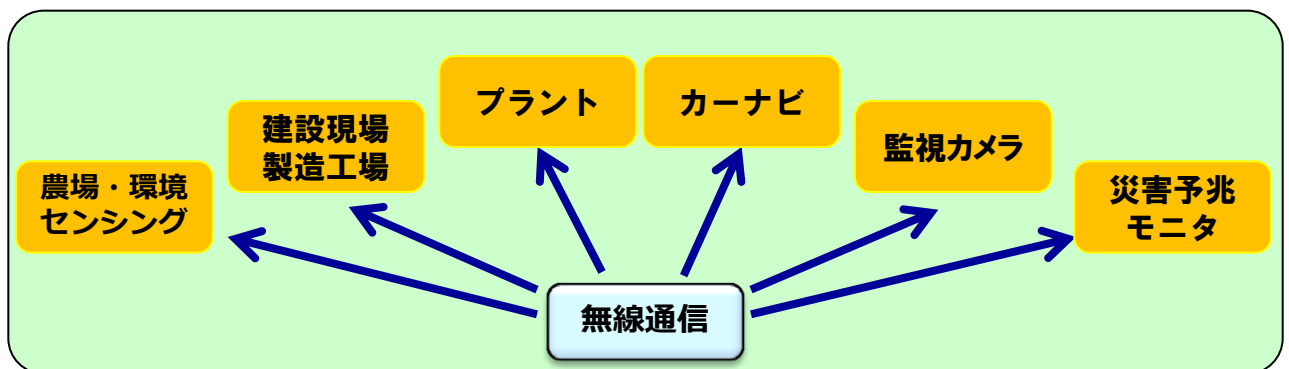 農場・環境
センシング
建設現場
製造工場
プラント
カーナビ
監視カメラ
災害予兆
モニタ
無線通信